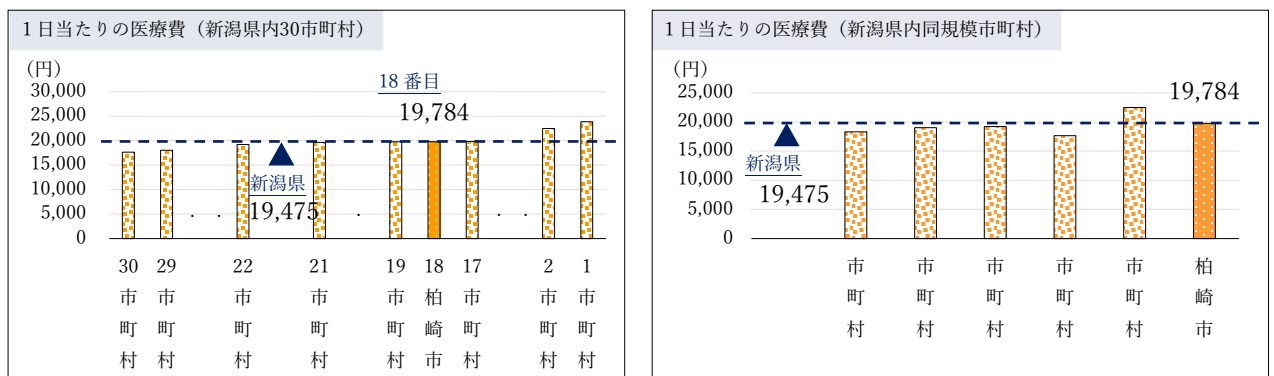 1日当たりの医療費（新潟県内30市町村）
（円）
30,000
25,000
20,000
15,000
10,000
5,000
0
18 番目
19,784
新潟県
19,475
. . . . .
30 29 22 21 19 18 17 2 1
市町村
市町村
市町村
市町村
市町村
柏崎市
市町村
市町村
市町村
1日当たりの医療費（新潟県内同規模市町村）
（円）
25,000
20,000
15,000
10,000
5,000
0
19,784
新潟県
19,475
市町村
市町村
市町村
市町村
市町村
柏崎市